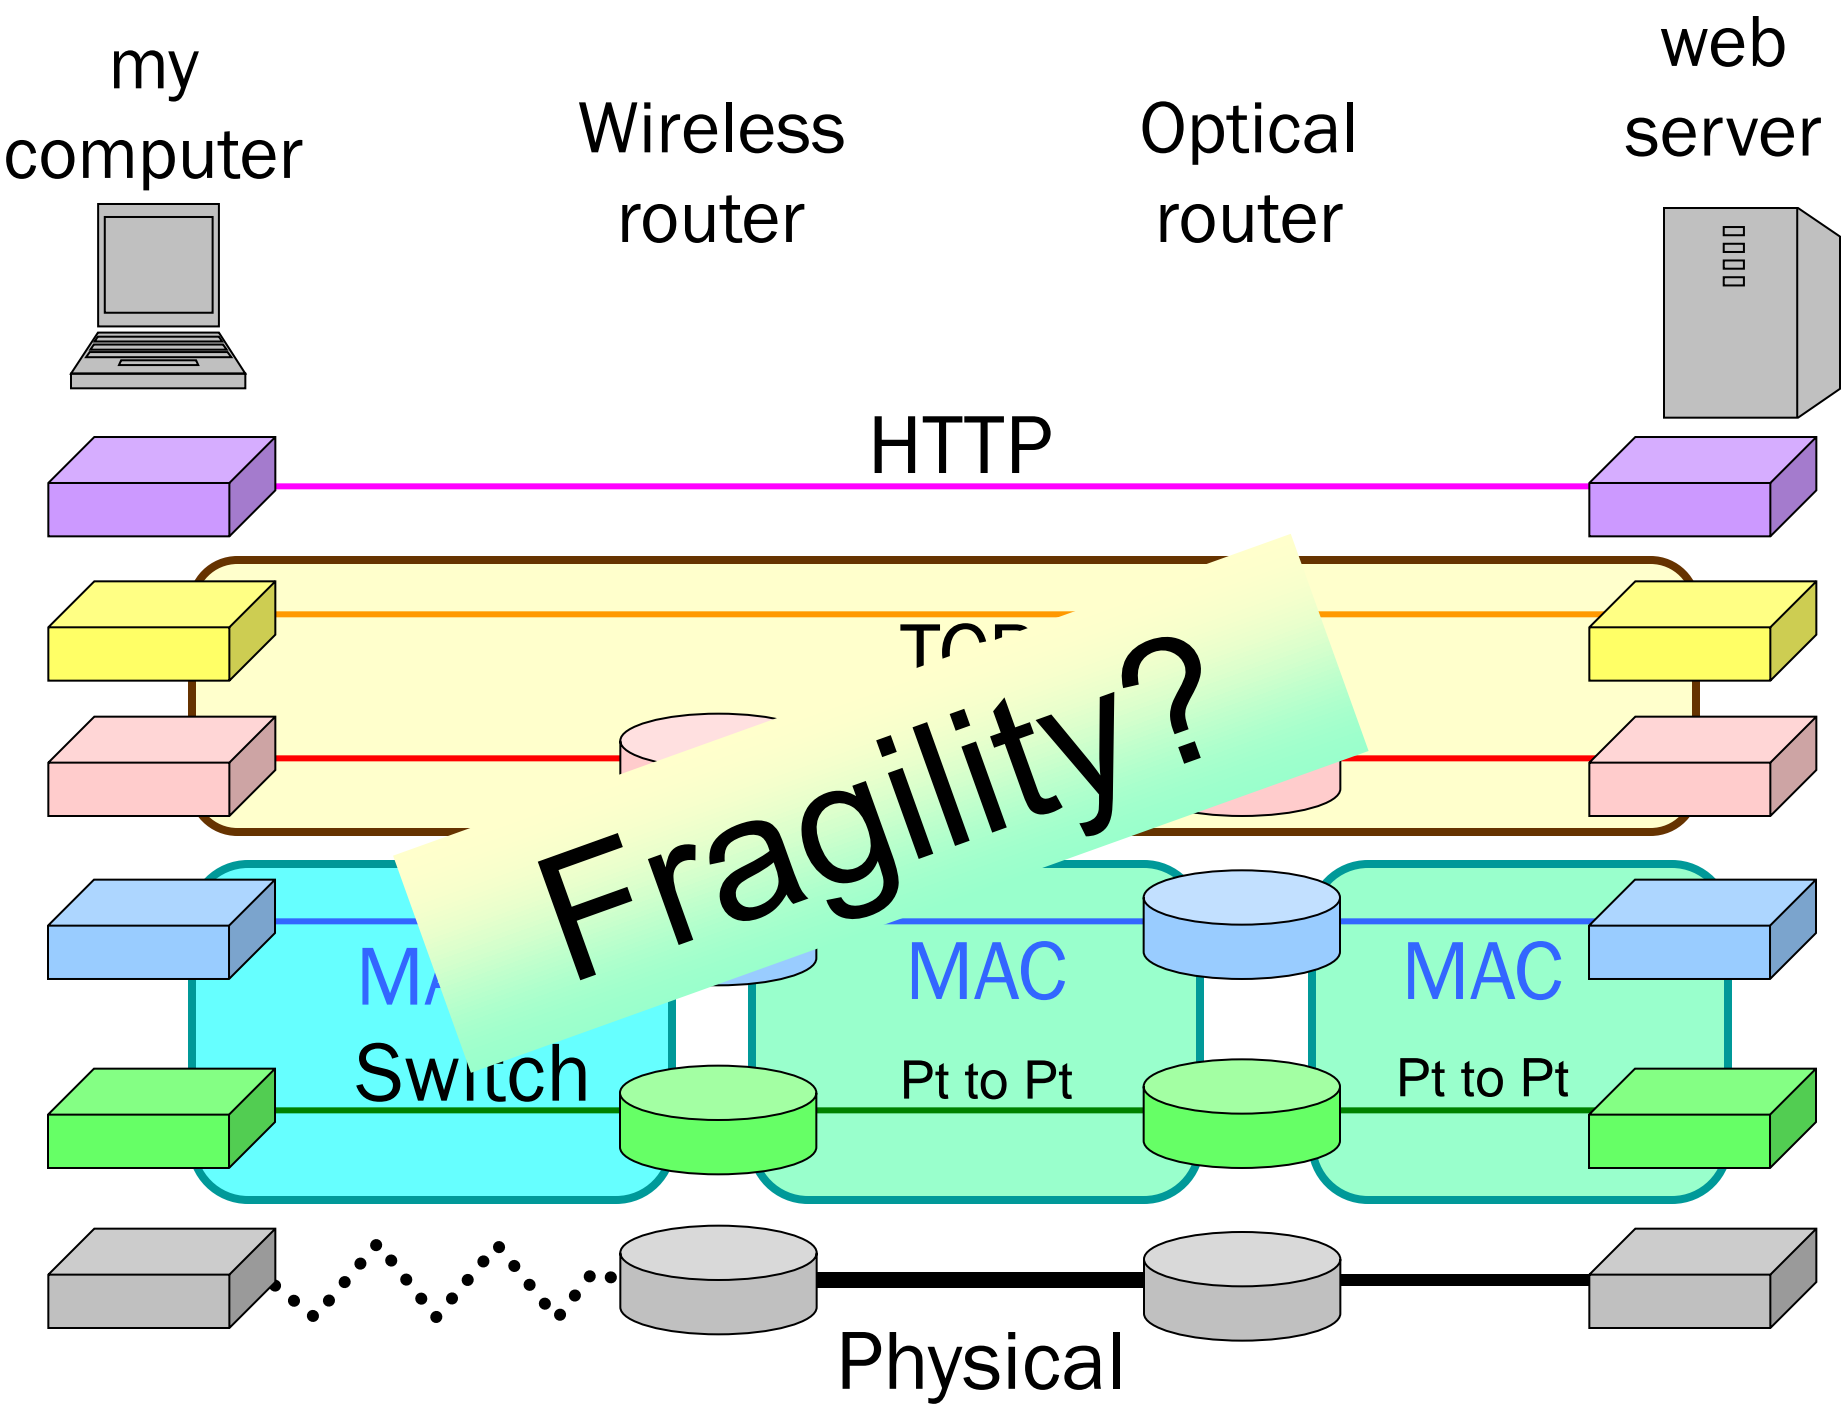 my
computer
Wireless
router
Optical
router
web
server
HTTP
TCP
Fragility?
MAC
MAC
Switch
Pt to Pt
Pt to Pt
Physical